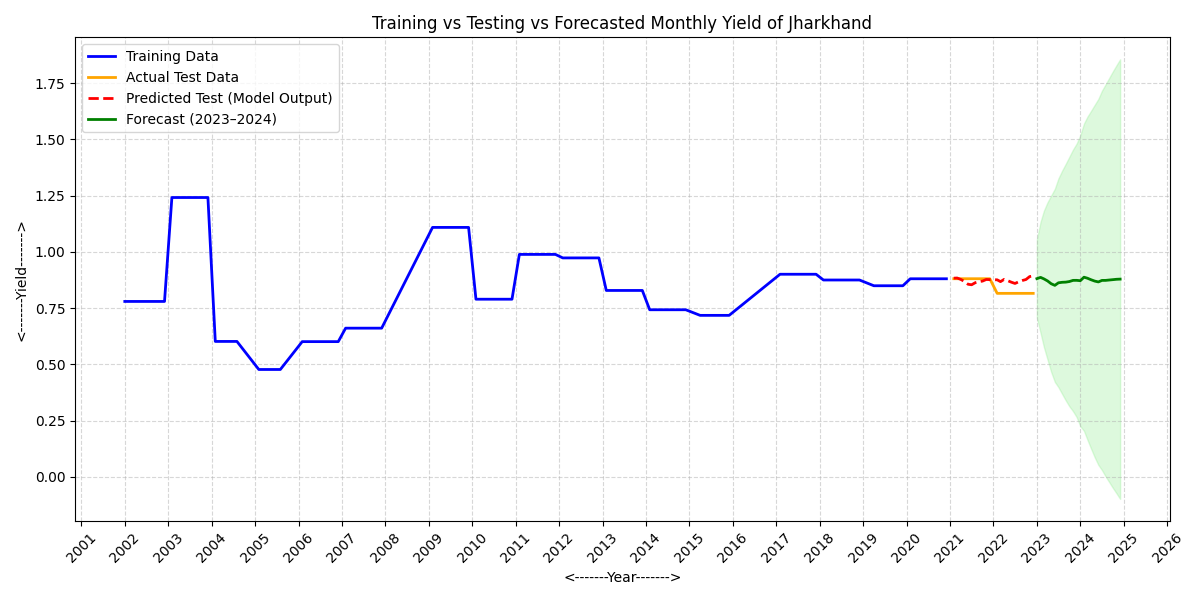 Training vs Testing vs Forecasted Monthly Yield of Jharkhand
Training Data
Actual Test Data
Predicted Test (Model Output)
Forecast (2023–2024)
<-------Yield------->
1.75
1.50
1.25
1.00
0.75
0.50
0.25
0.00
2001 2002 2003 2004 2005 2006 2007 2008 2009 2010 2011 2012 2013 2014 2015 2016 2017 2018 2019 2020 2021 2022 2023 2024 2025 2026
<-------Year------->